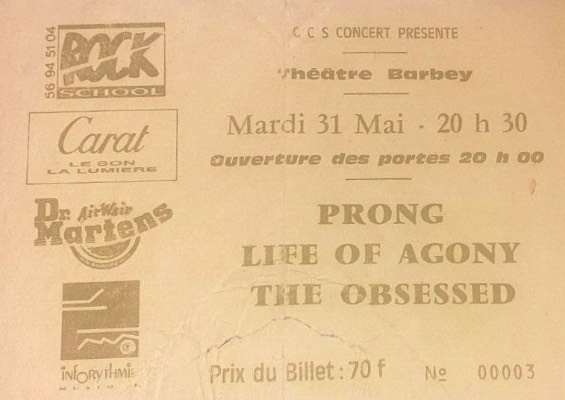 56 94 51 04
ROCK
SCHOOL
Carat
LE SON
LA LUMIERE
Dr. AirWair
Martens
INFORYTHMIE
MUSIQUE
C C S CONCERT PRÉSENTE
Théâtre Barbey
Mardi 31 Mai - 20 h 30
Ouverture des portes 20 h 00
PRONG
LIFE OF AGONY
THE OBSESSED
Prix du Billet : 70 f № 00003